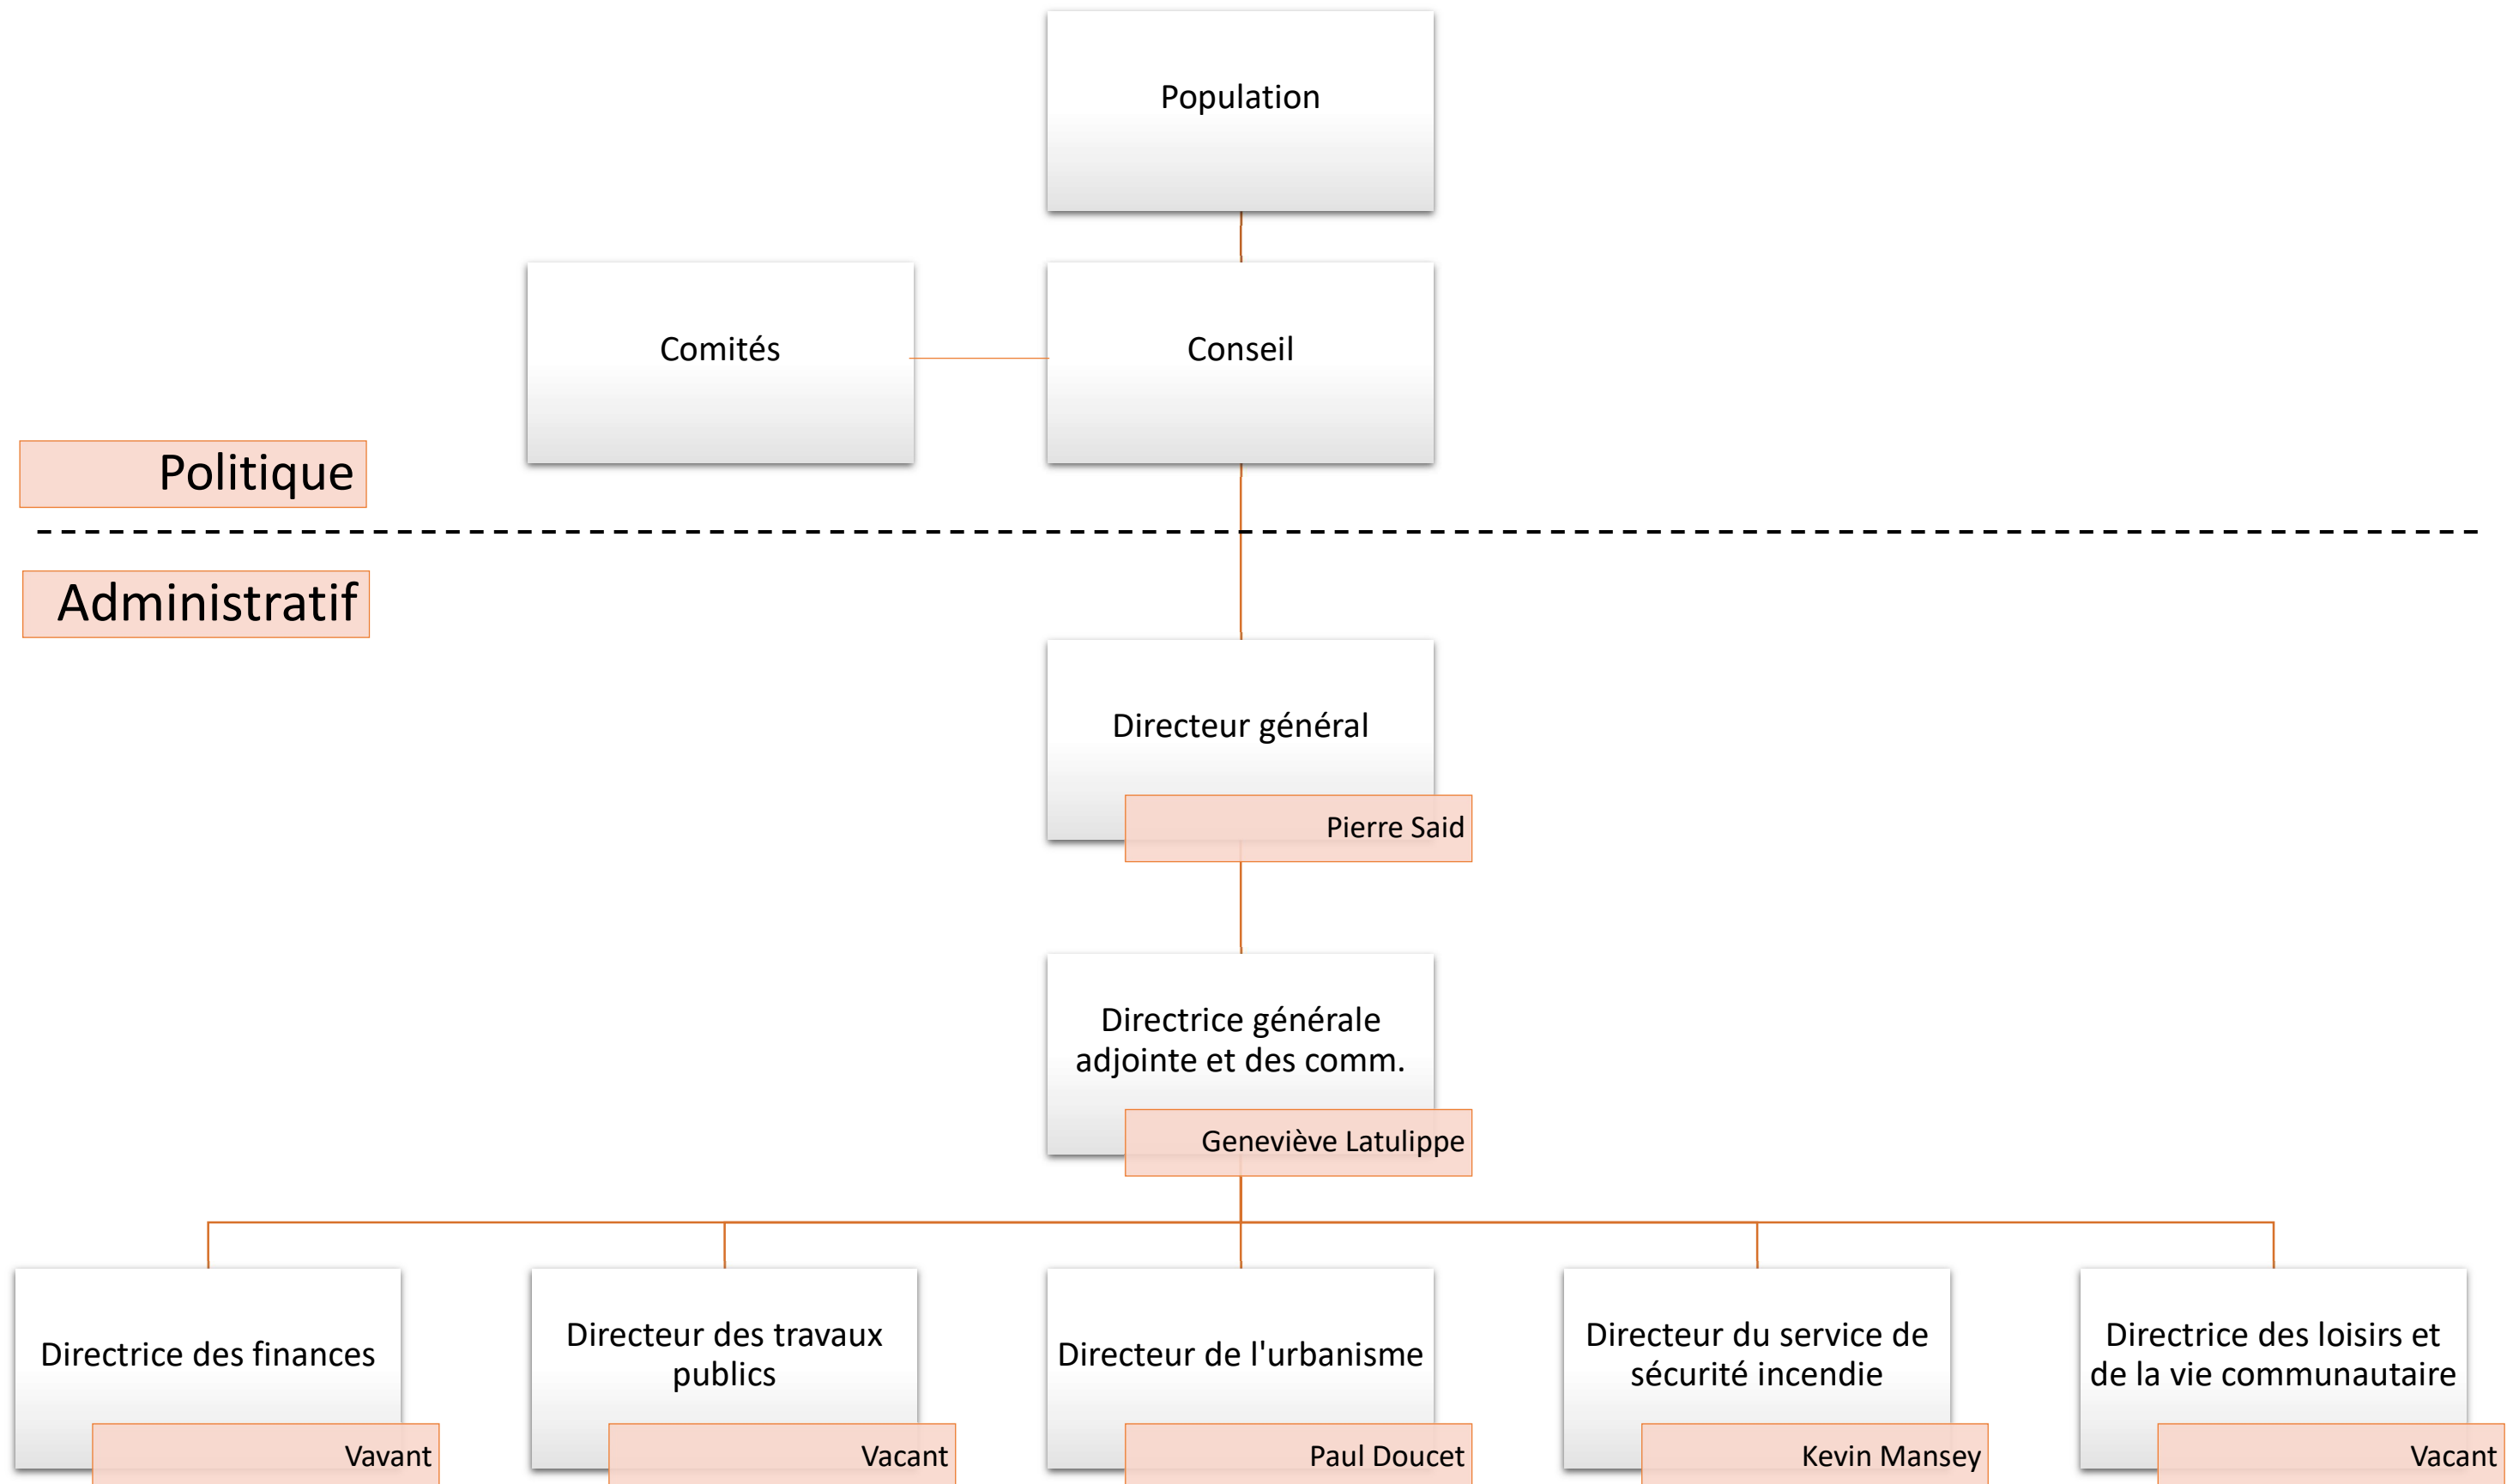 Population
Comités
Conseil
Politique
Administratif
Directeur général
Pierre Said
Directrice générale
adjointe et des comm.
Geneviève Latulippe
Directrice des finances
Vavant
Directeur des travaux
publics
Vacant
Directeur de l'urbanisme
Paul Doucet
Directeur du service de
sécurité incendie
Kevin Mansey
Directrice des loisirs et
de la vie communautaire
Vacant